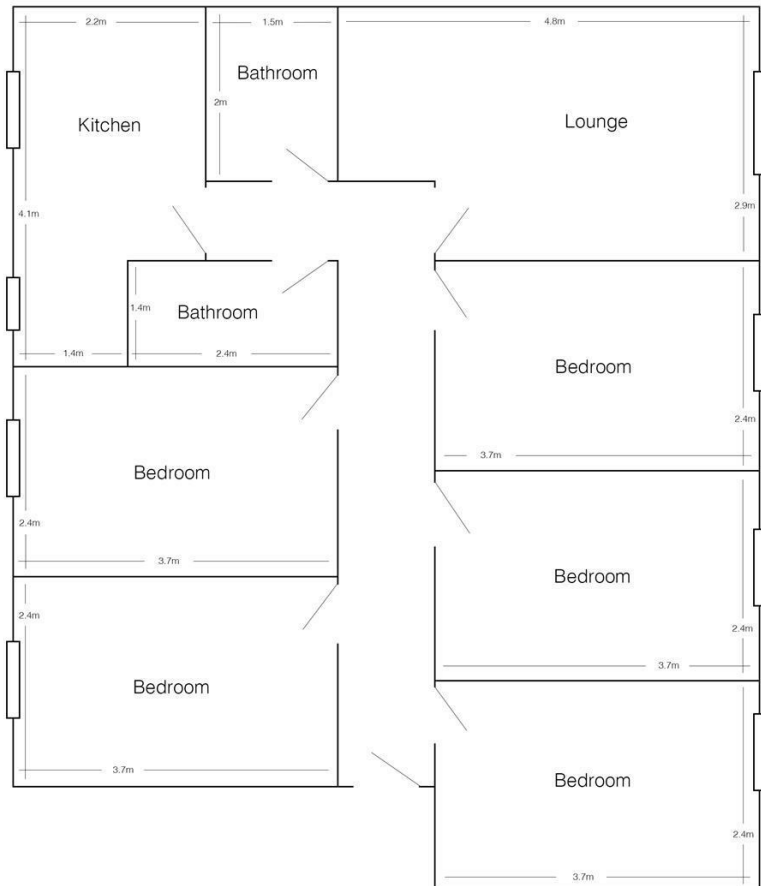 2.2m
1.5m
4.8m
Bathroom
2m
Kitchen
Lounge
4.1m
2.9m
1.4m
Bathroom
1.4m
2.4m
Bedroom
2.4m
3.7m
Bedroom
2.4m
3.7m
Bedroom
2.4m
3.7m
2.4m
Bedroom
3.7m
Bedroom
2.4m
3.7m